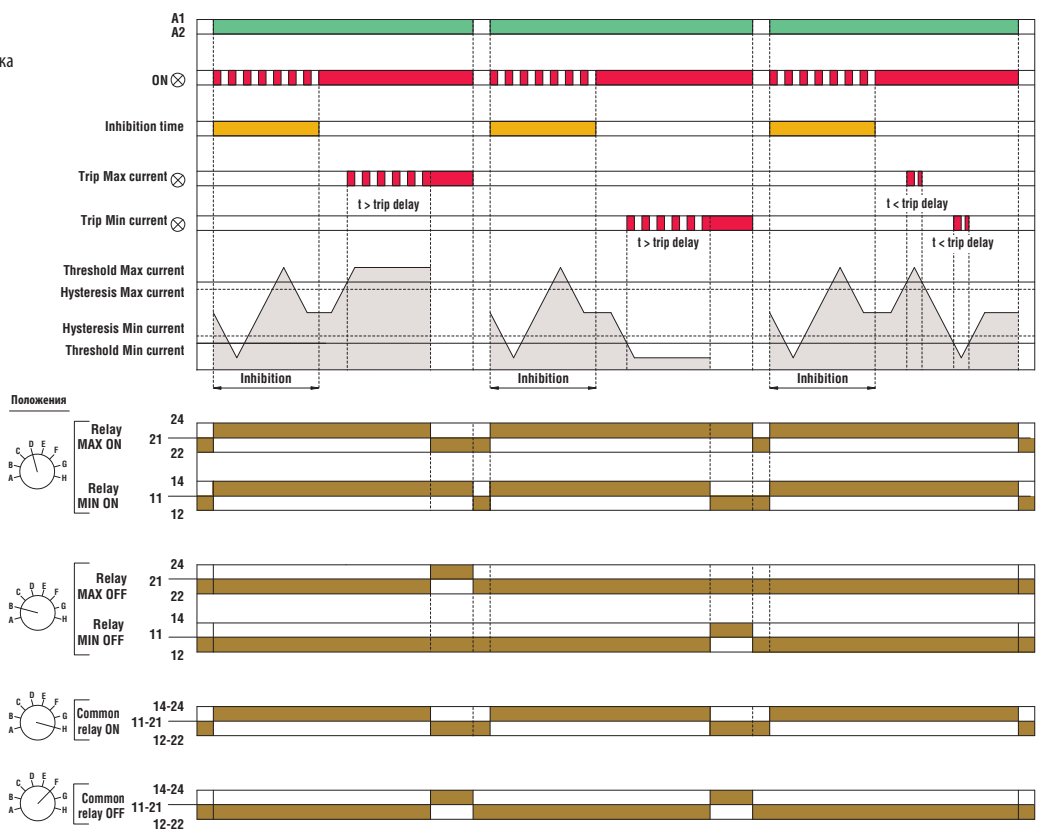 A1
A2
ка
ON
Inhibition time
Trip Max current
t > trip delay
t < trip delay
Trip Min current
t > trip delay
t < trip delay
Threshold Max current
Hysteresis Max current
Hysteresis Min current
Threshold Min current
Inhibition
Inhibition
Inhibition
Положения
A B C D E F G H
Relay
MAX ON
24
21
22
Relay
MIN ON
14
11
12
A B C D E F G H
Relay
MAX OFF
24
21
22
Relay
MIN OFF
14
11
12
A B C D E F G H
Common
relay ON
14-24
11-21
12-22
A B C D E F G H
Common
relay OFF
14-24
11-21
12-22